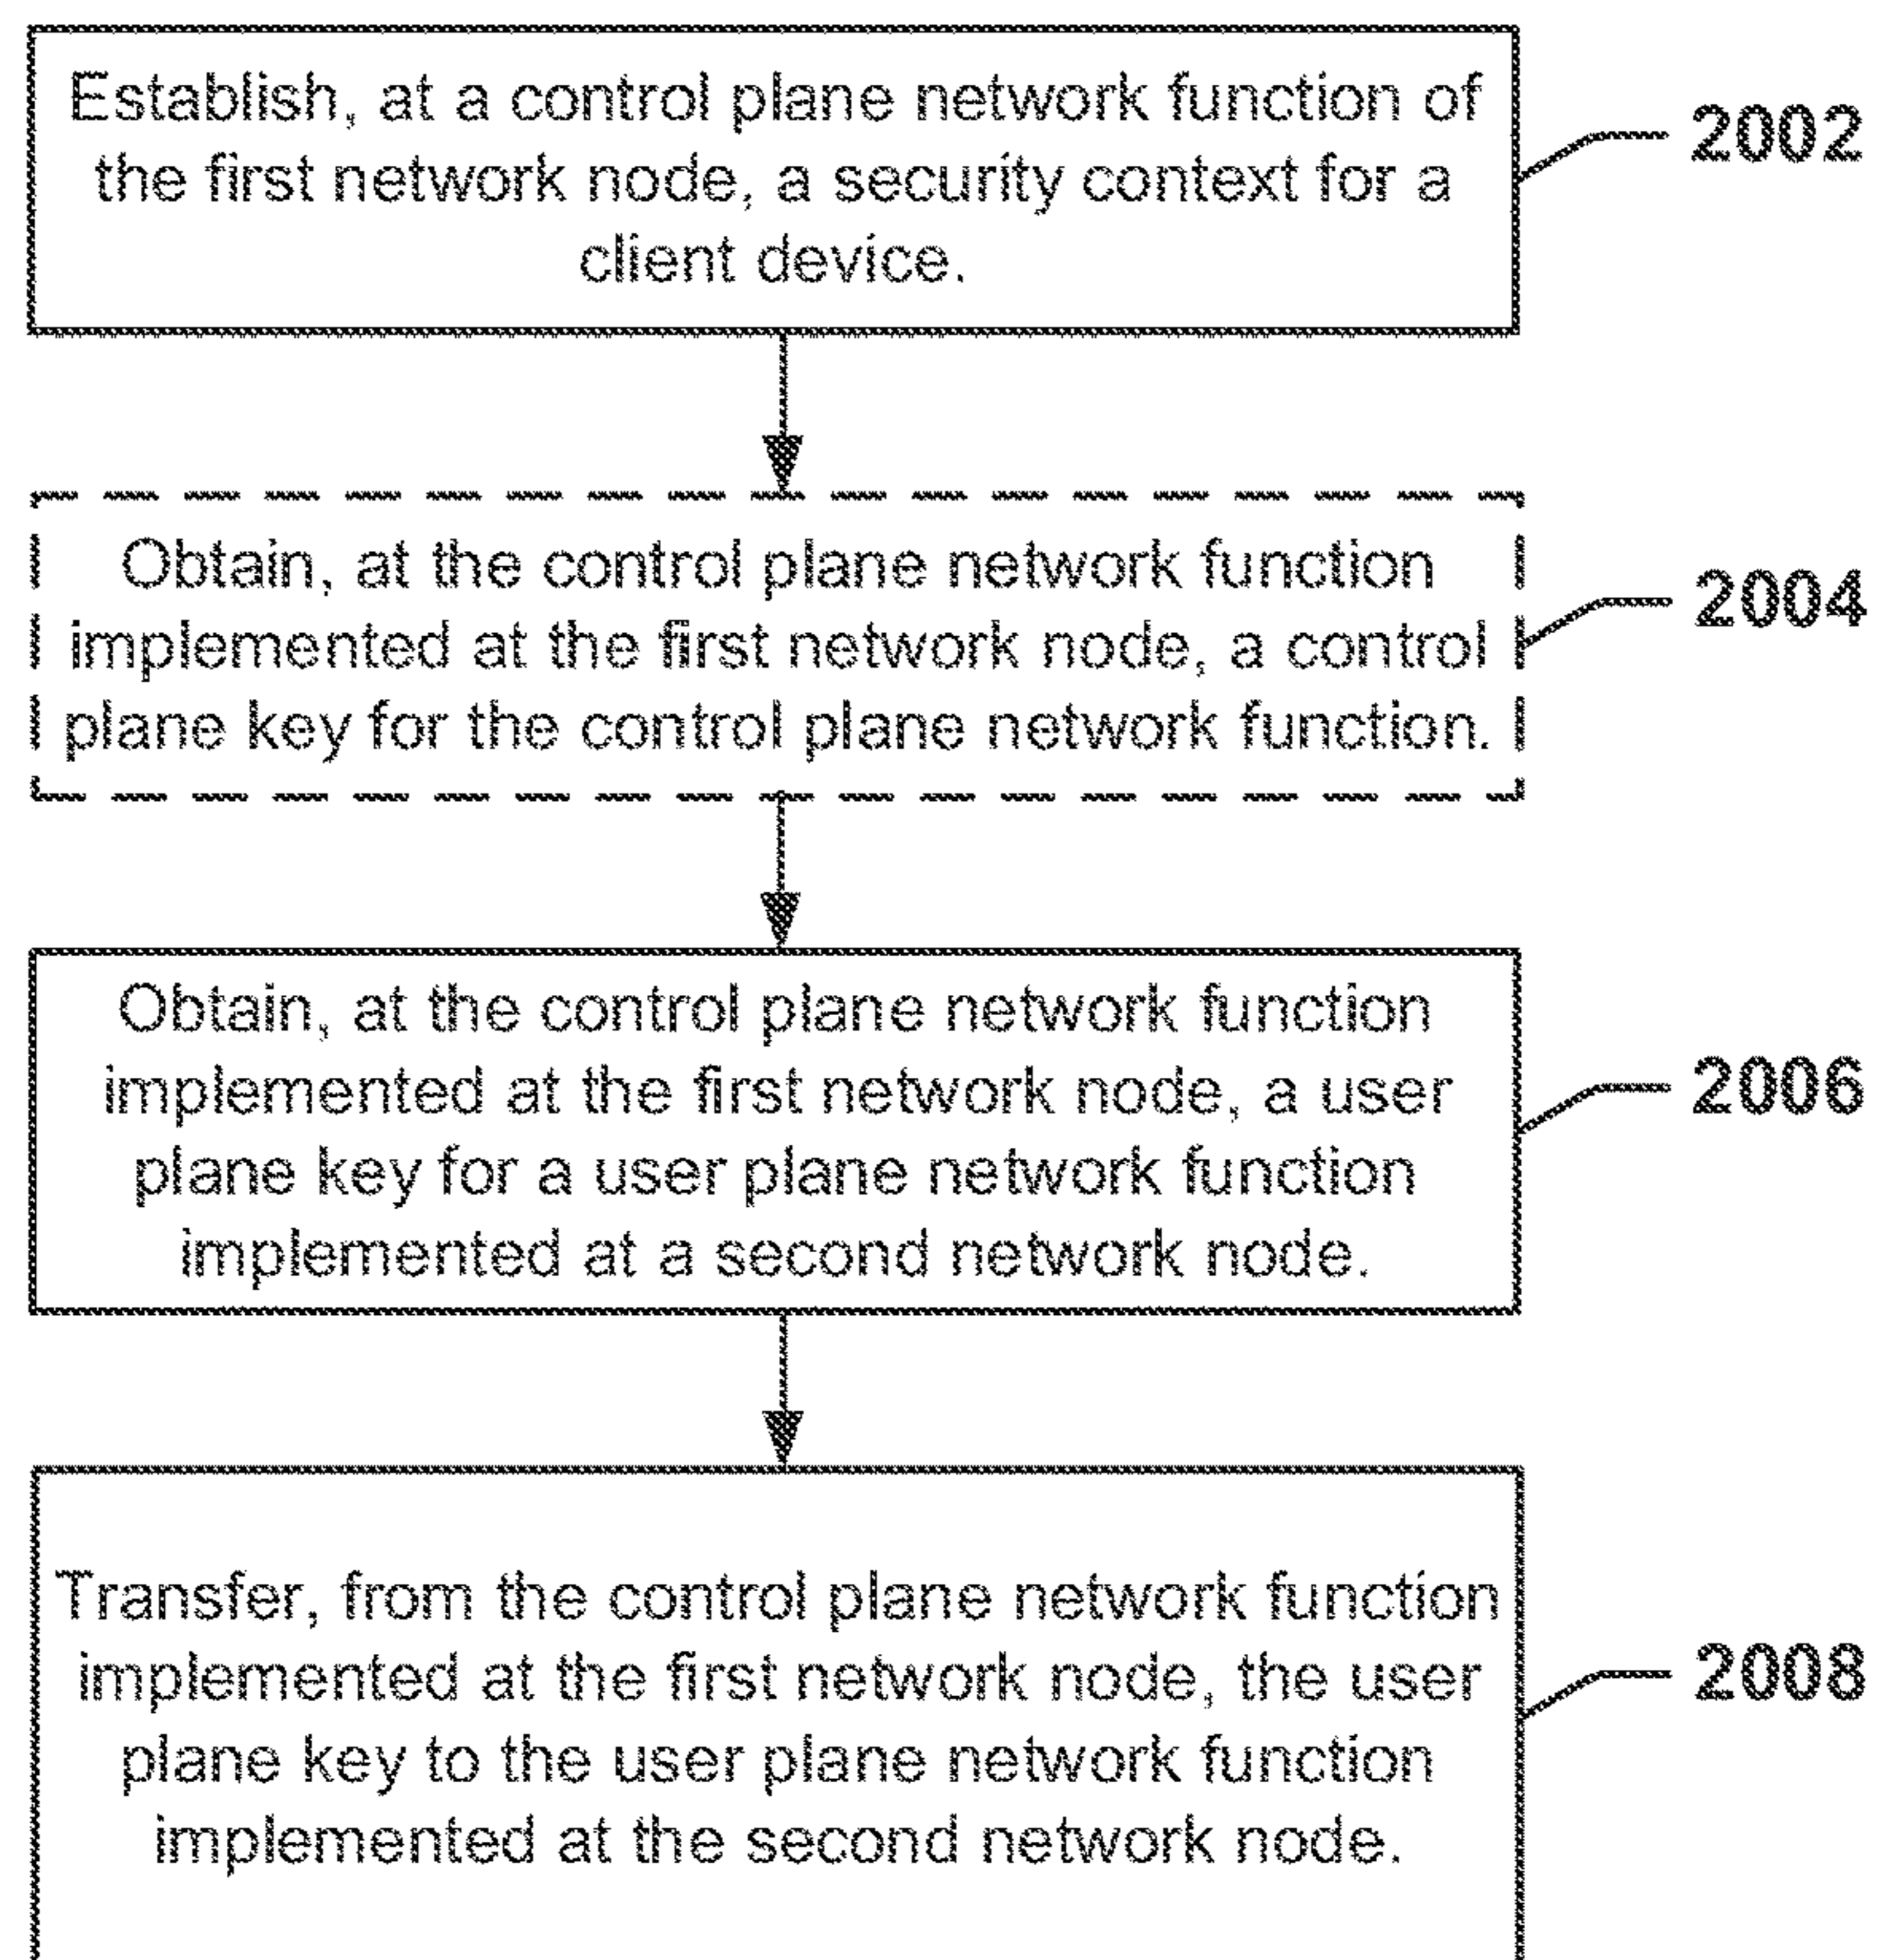 Establish, at a control plane network function of
the first network node, a security context for a
client device.
2002
Obtain, at the control plane network function
implemented at the first network node, a control
plane key for the control plane network function.
2004
Obtain, at the control plane network function
implemented at the first network node, a user
plane key for a user plane network function
implemented at a second network node.
2006
Transfer, from the control plane network function
implemented at the first network node, the user
plane key to the user plane network function
implemented at the second network node.
2008